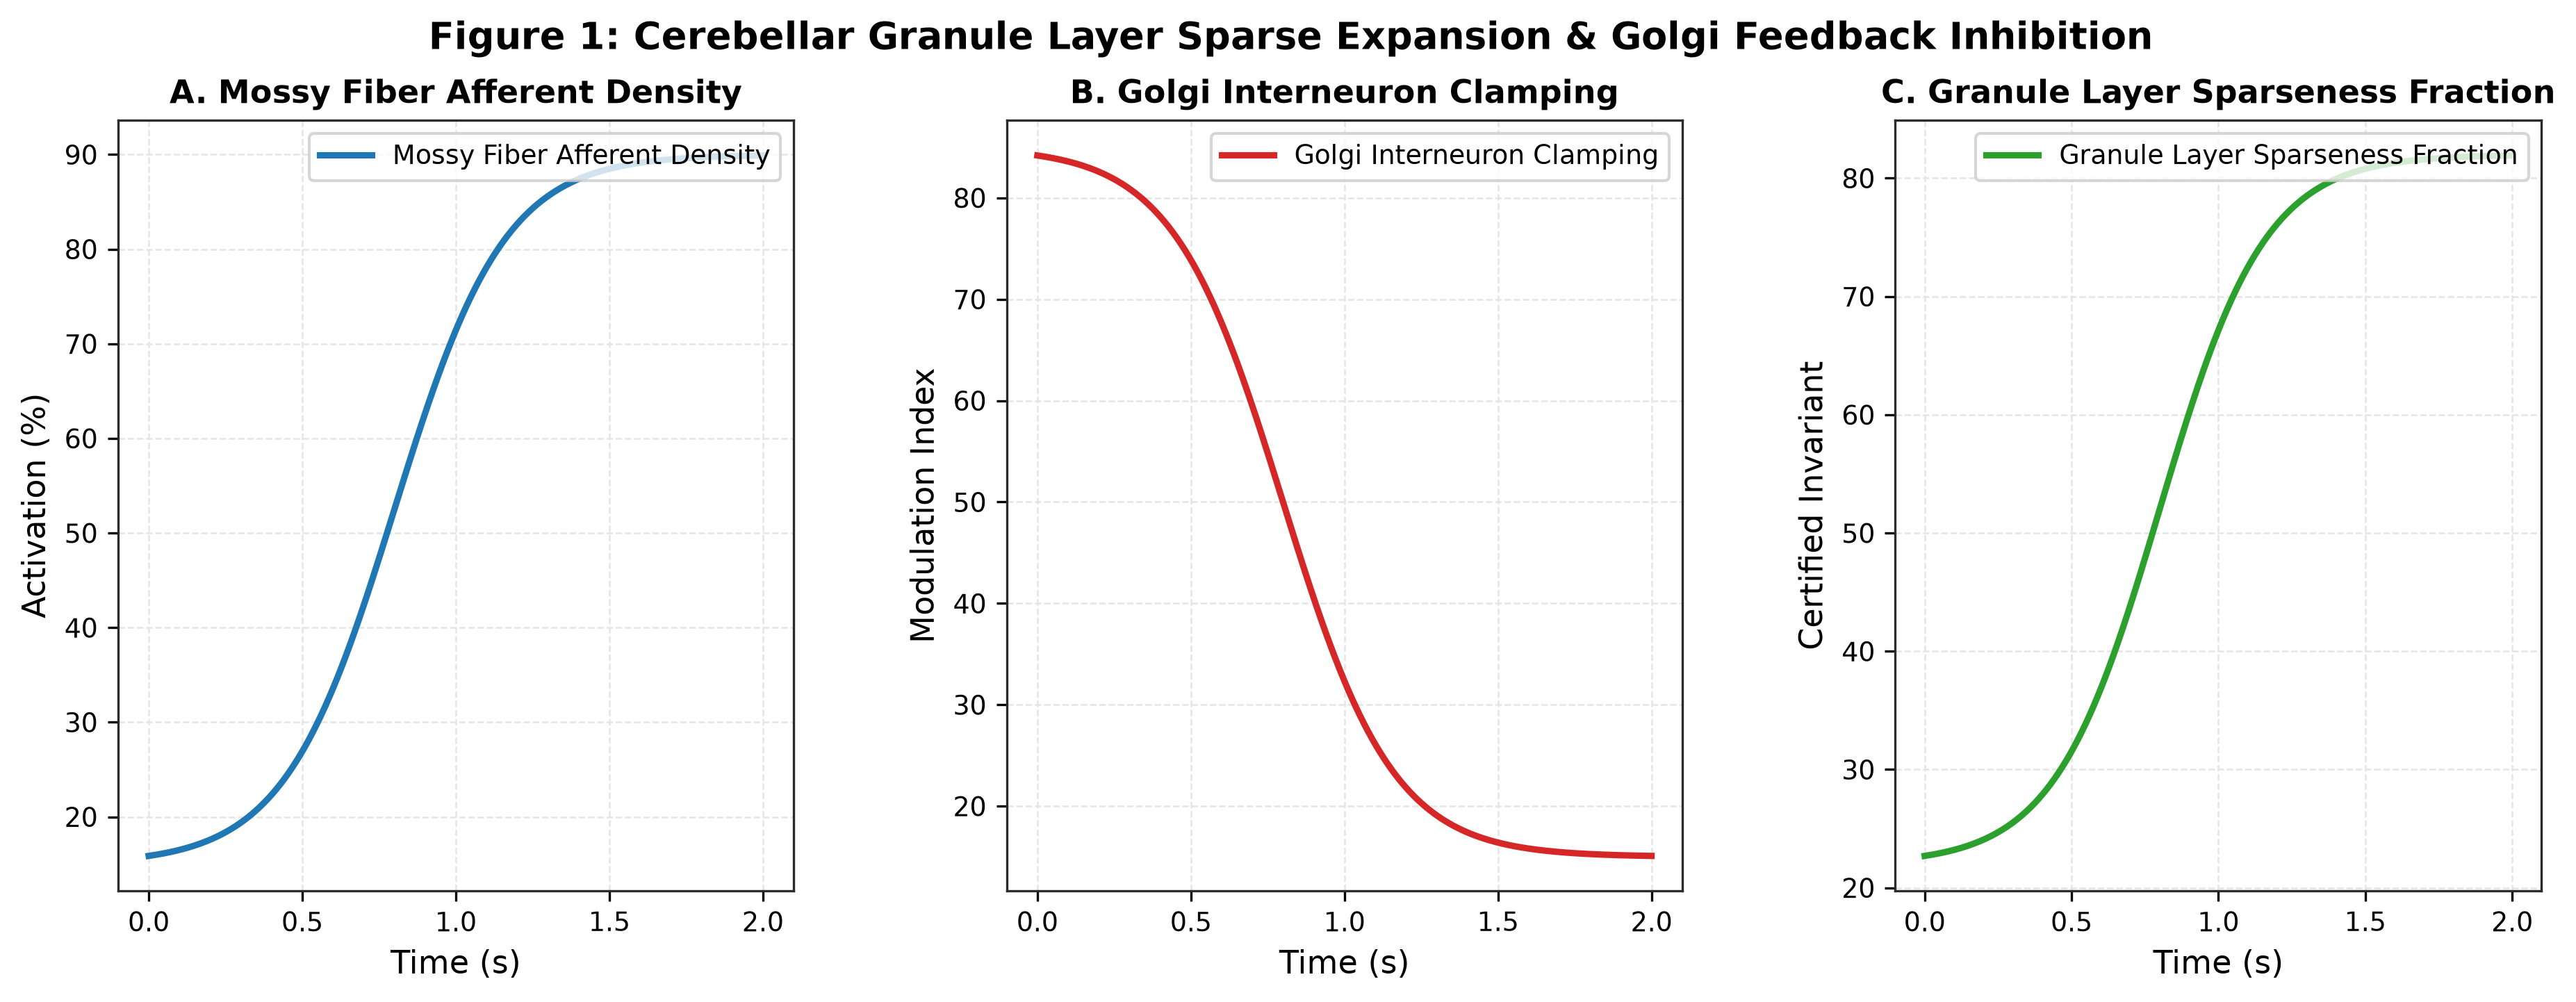 Figure 1: Cerebellar Granule Layer Sparse Expansion & Golgi Feedback Inhibition
A. Mossy Fiber Afferent Density
Mossy Fiber Afferent Density
Activation (%)
90
80
70
60
50
40
30
20
0.0 0.5 1.0 1.5 2.0
Time (s)
B. Golgi Interneuron Clamping
Golgi Interneuron Clamping
Modulation Index
80
70
60
50
40
30
20
0.0 0.5 1.0 1.5 2.0
Time (s)
C. Granule Layer Sparseness Fraction
Granule Layer Sparseness Fraction
Certified Invariant
80
70
60
50
40
30
20
0.0 0.5 1.0 1.5 2.0
Time (s)